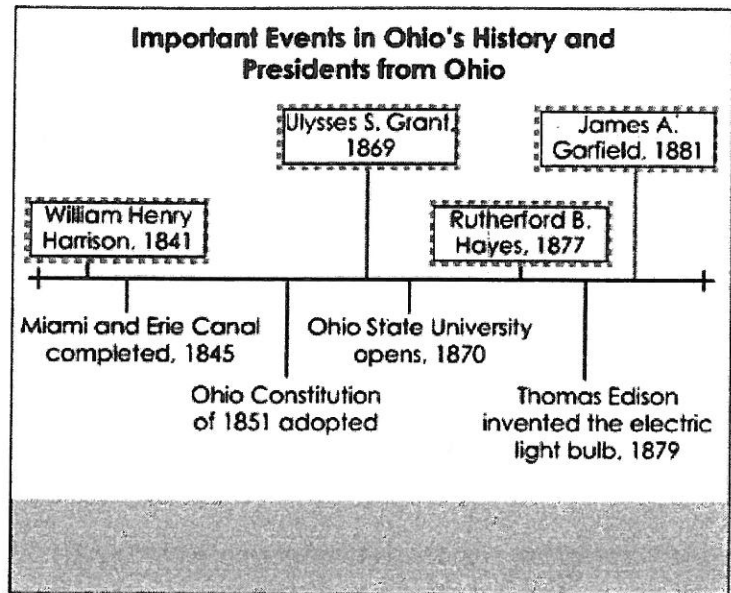 Important Events in Ohio's History and
Presidents from Ohio
Ulysses S. Grant,
1869
James A.
Garfield, 1881
William Henry
Harrison, 1841
Rutherford B.
Hayes, 1877
Miami and Erie Canal
completed, 1845
Ohio State University
opens, 1870
Ohio Constitution
of 1851 adopted
Thomas Edison
invented the electric
light bulb, 1879